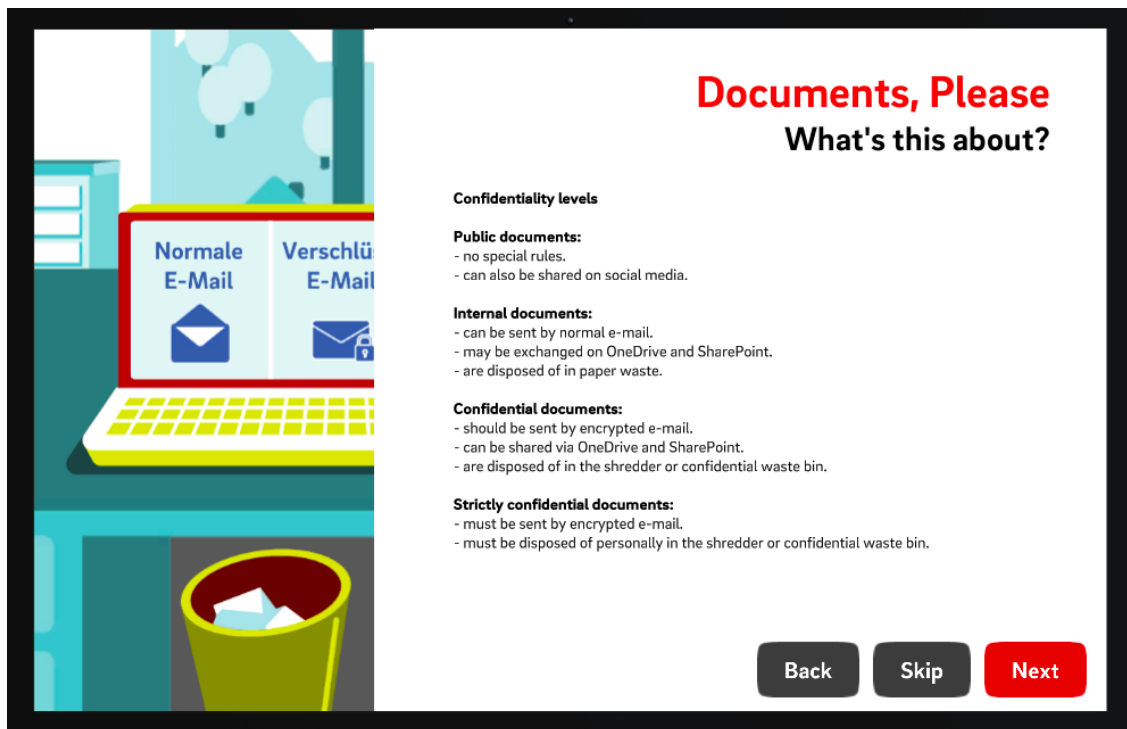 Documents, Please
What's this about?
Normale
E-Mail
Verschlü
E-Mail
Confidentiality levels
Public documents:
- no special rules.
- can also be shared on social media.
Internal documents:
- can be sent by normal e-mail.
- may be exchanged on OneDrive and SharePoint.
- are disposed of in paper waste.
Confidential documents:
- should be sent by encrypted e-mail.
- can be shared via OneDrive and SharePoint.
- are disposed of in the shredder or confidential waste bin.
Strictly confidential documents:
- must be sent by encrypted e-mail.
- must be disposed of personally in the shredder or confidential waste bin.
Back
Skip
Next